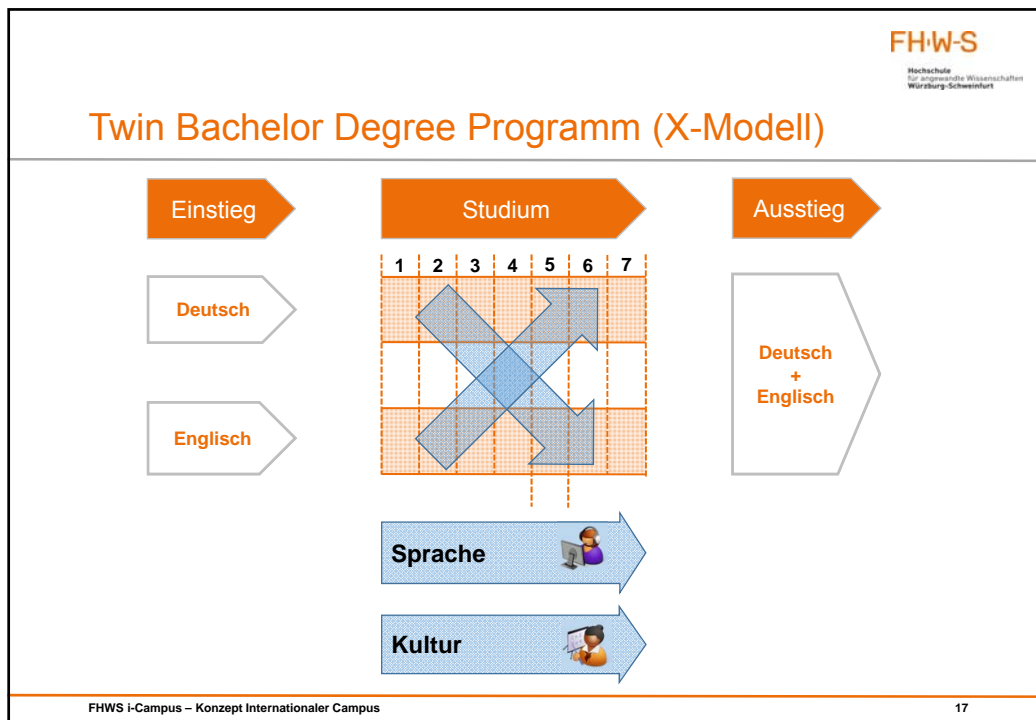 FH·W-S
Hochschule
für angewandte Wissenschaften
Würzburg-Schweinfurt
Twin Bachelor Degree Programm (X-Modell)
Einstieg
Studium
Ausstieg
1 2 3 4 5 6 7
Deutsch
Englisch
Deutsch
+
Englisch
Sprache
Kultur
FHWS i-Campus – Konzept Internationaler Campus
17